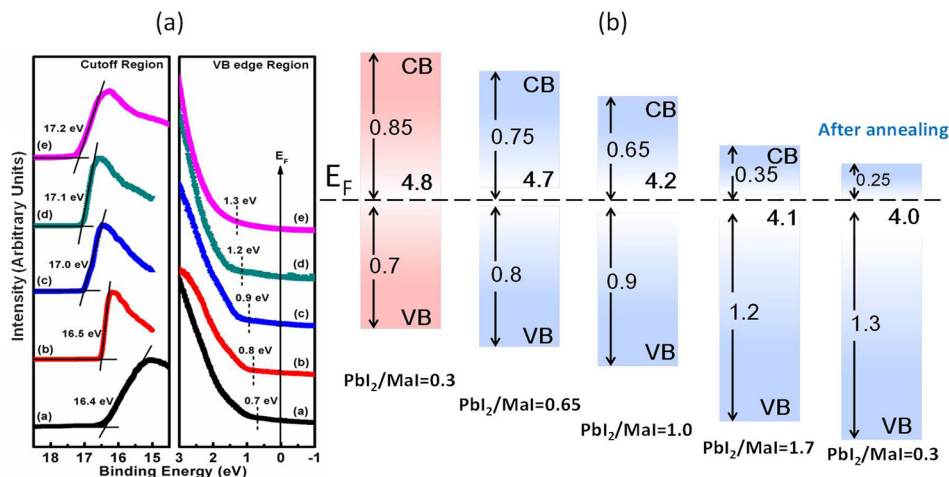 (a)
(b)
Cutoff Region
VB edge Region
Intensity (Arbitrary Units)
17.2 eV
(e)
17.1 eV
(d)
17.0 eV
(c)
16.5 eV
(b)
16.4 eV
(a)
18 17 16 15
E_F
1.3 eV
(e)
1.2 eV
(d)
0.9 eV
(c)
0.8 eV
(b)
0.7 eV
(a)
3 2 1 0 -1
Binding Energy (eV)
E_F
CB
0.85
4.8
0.7
VB
PbI₂/MaI=0.3
CB
0.75
4.7
0.8
VB
PbI₂/MaI=0.65
CB
0.65
4.2
0.9
VB
PbI₂/MaI=1.0
CB
0.35
4.1
1.2
VB
PbI₂/MaI=1.7
After annealing
0.25
4.0
1.3
VB
PbI₂/MaI=0.3